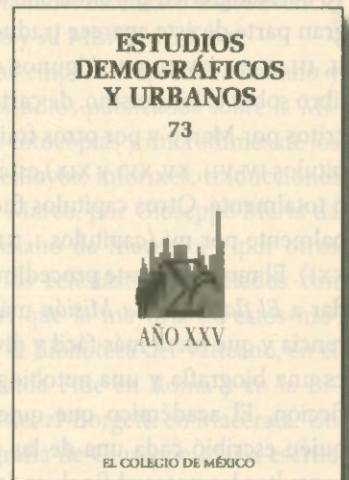 ESTUDIOS
DEMOGRÁFICOS
Y URBANOS
73
AÑO XXV
EL COLEGIO DE MÉXICO